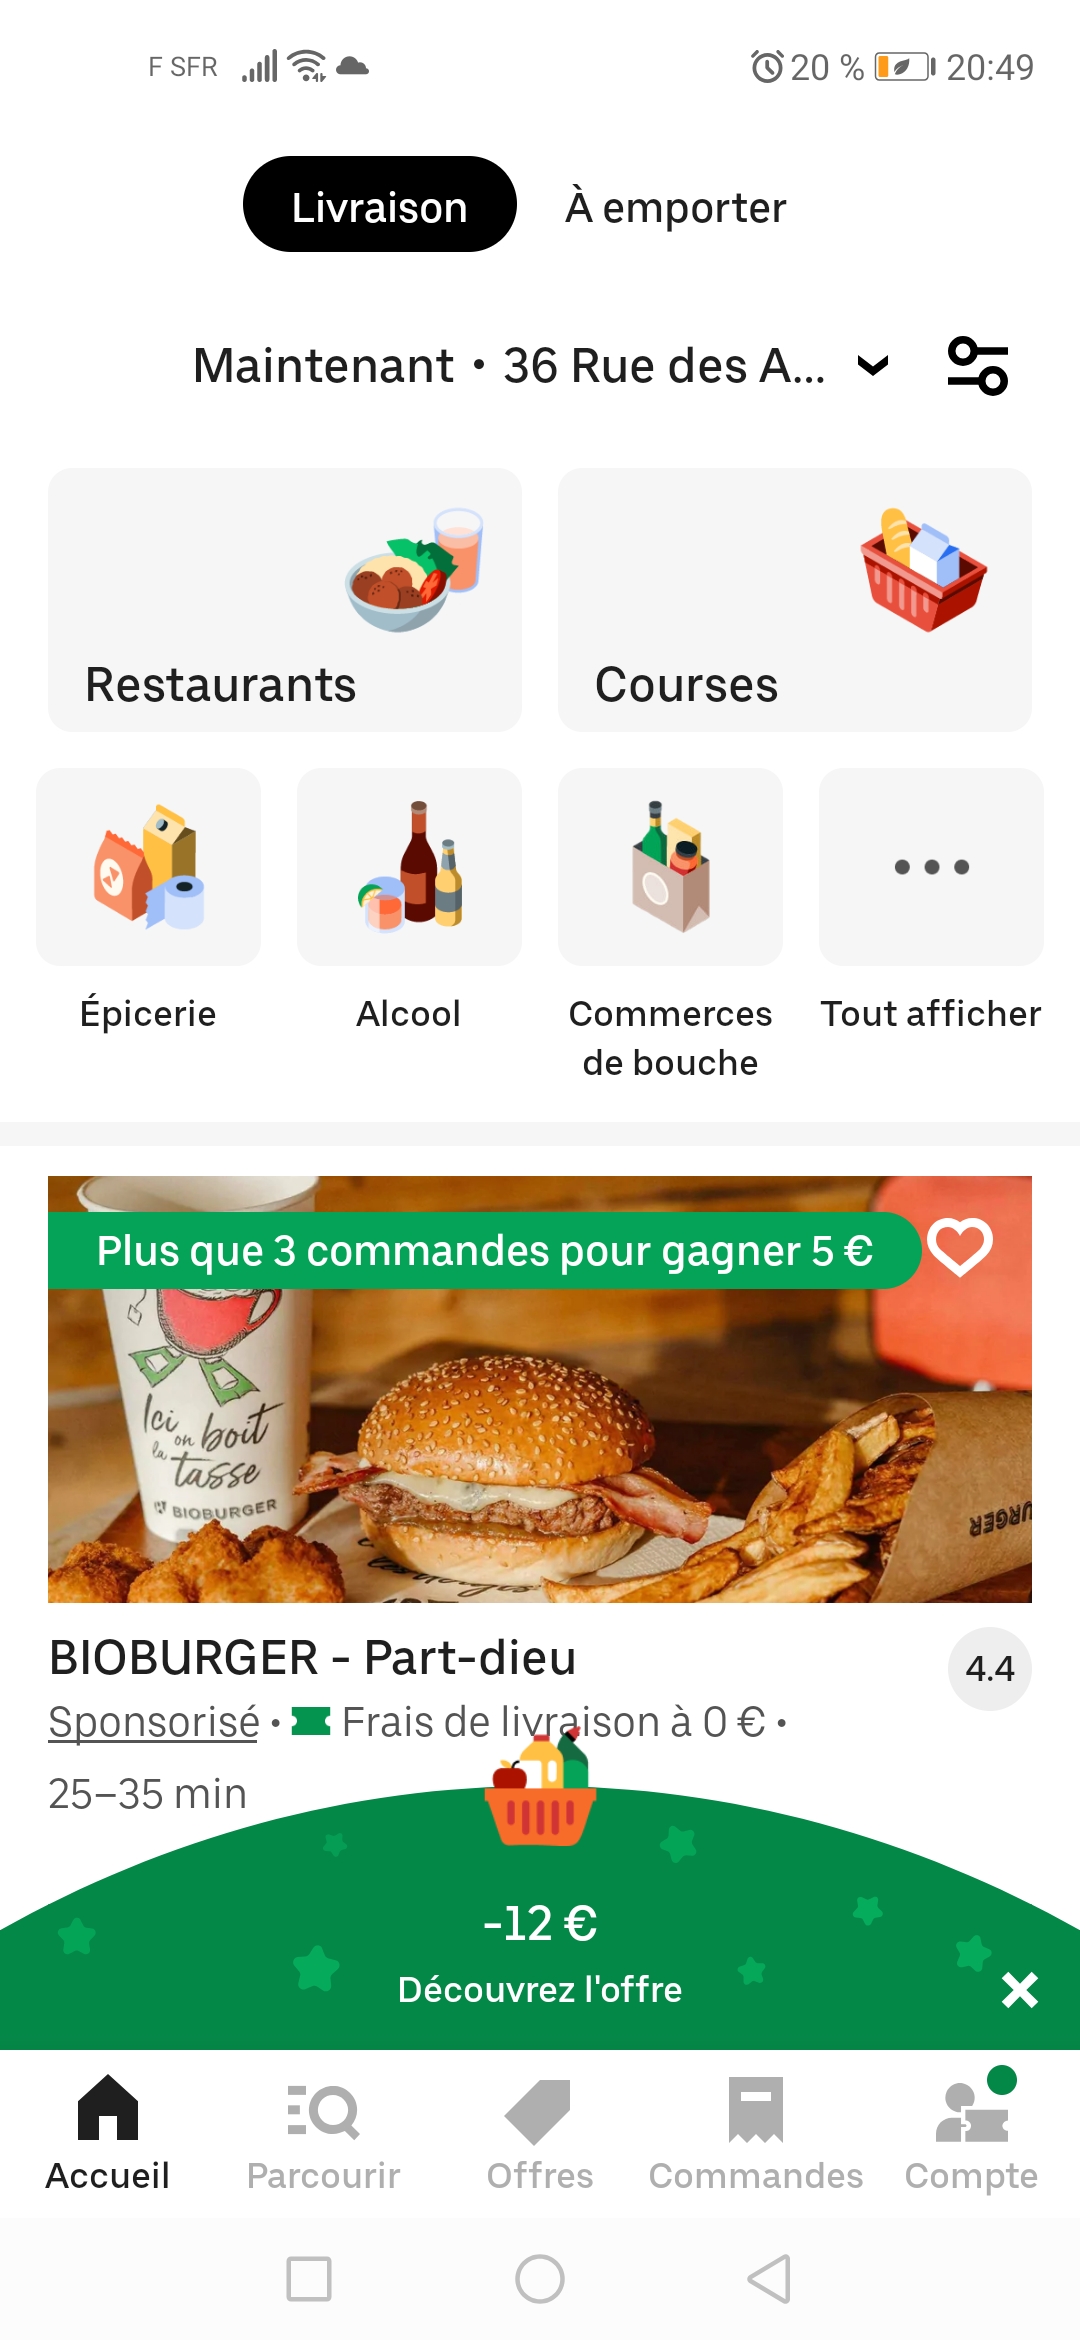 F SFR
20 %
20:49
Livraison
À emporter
Maintenant • 36 Rue des A...
Restaurants
Courses
Épicerie
Alcool
Commerces
de bouche
Tout afficher
Plus que 3 commandes pour gagner 5 €
Ici
on boit
la tasse
BIOBURGER
URGER
BIOBURGER - Part-dieu
4.4
Sponsorisé • Frais de livraison à 0 € •
25–35 min
-12 €
Découvrez l'offre
Accueil
Parcourir
Offres
Commandes
Compte